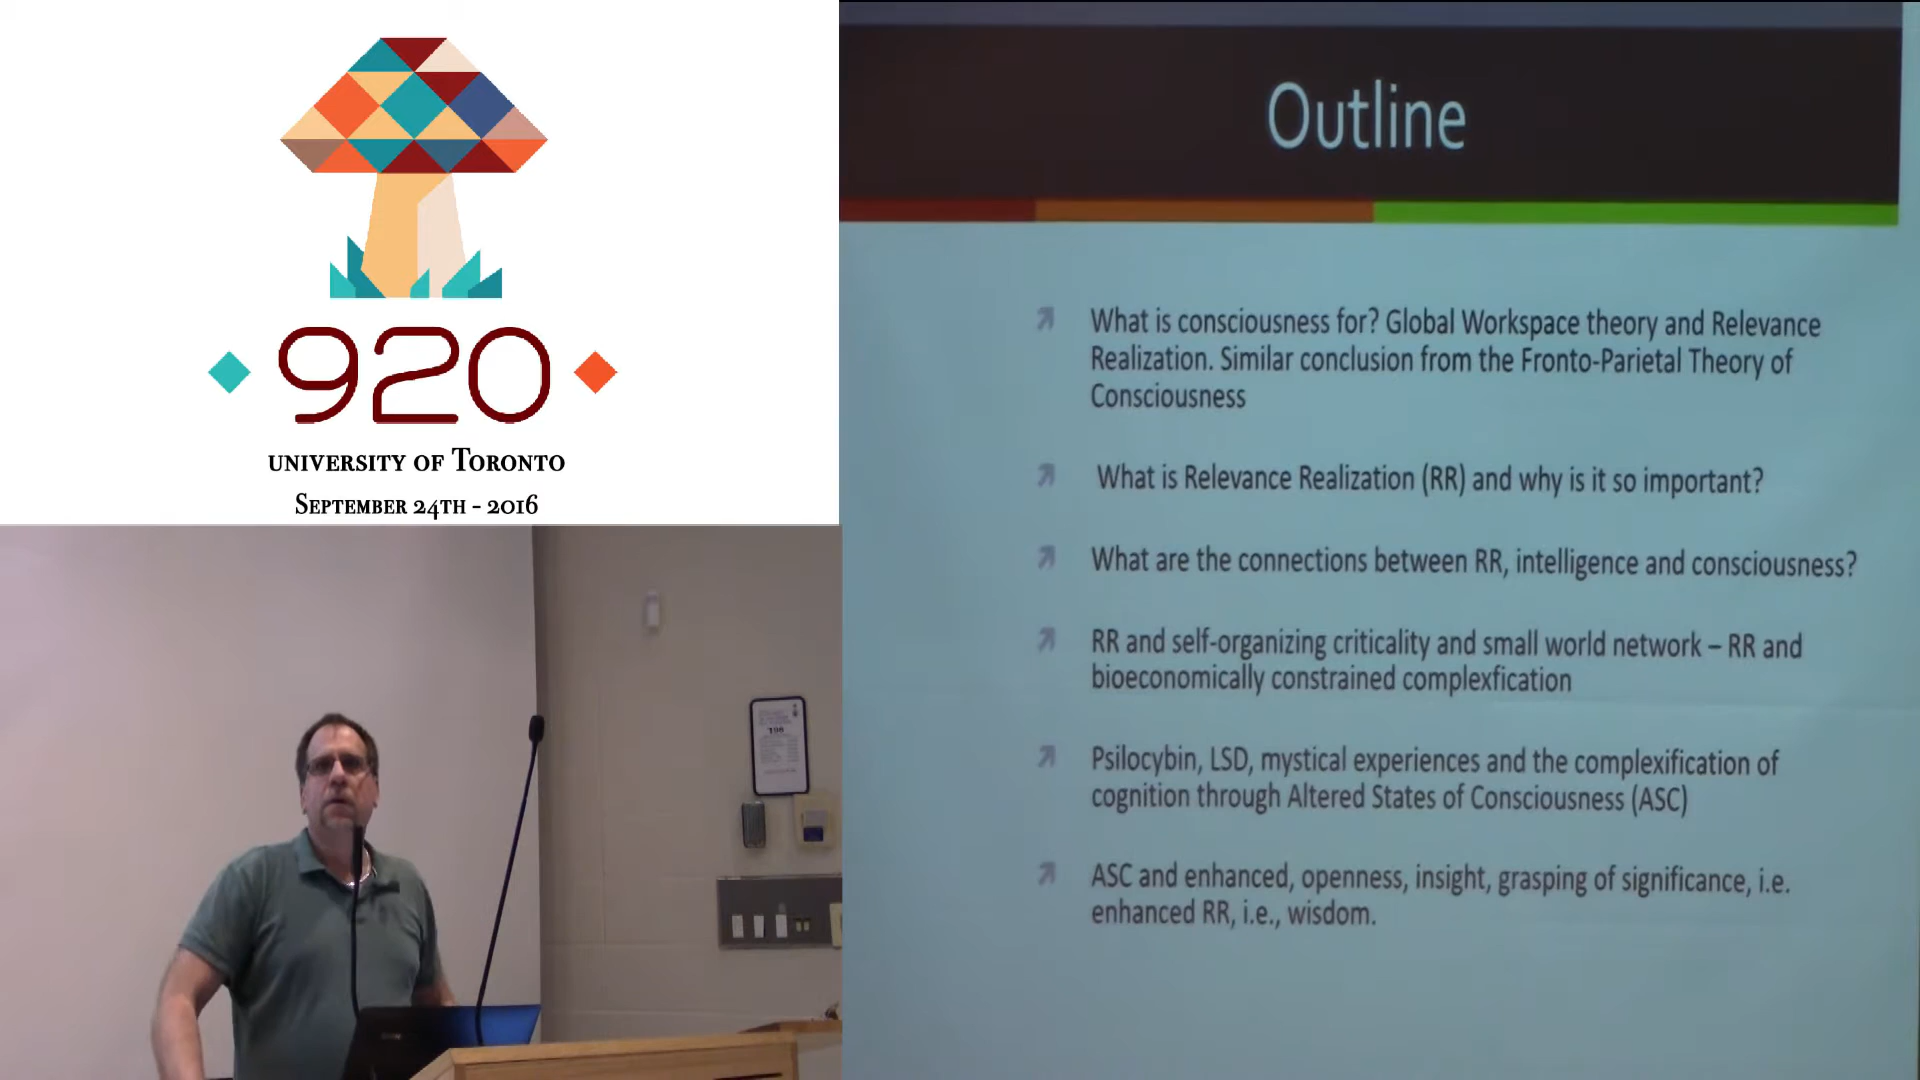 920
UNIVERSITY OF TORONTO
SEPTEMBER 24TH - 2016
198
Outline
What is consciousness for? Global Workspace theory and Relevance
Realization. Similar conclusion from the Fronto-Parietal Theory of
Consciousness
What is Relevance Realization (RR) and why is it so important?
What are the connections between RR, intelligence and consciousness?
RR and self-organizing criticality and small world network – RR and
bioeconomically constrained complexfication
Psilocybin, LSD, mystical experiences and the complexification of
cognition through Altered States of Consciousness (ASC)
ASC and enhanced, openness, insight, grasping of significance, i.e.
enhanced RR, i.e., wisdom.